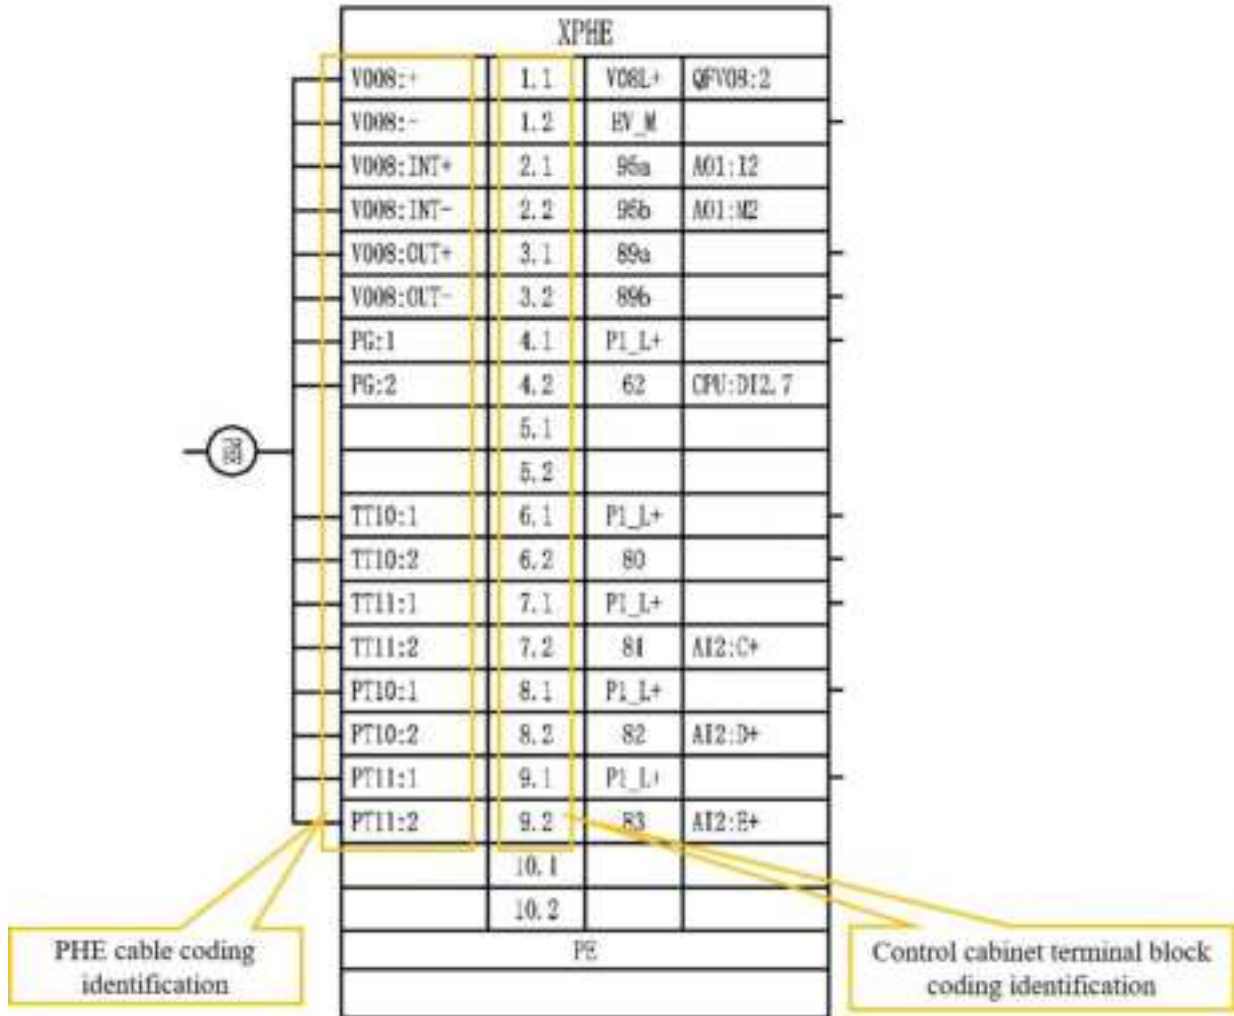 XPHE
V008:+ 1.1 V08L+ QFV08:2
V008:- 1.2 EV_M
V008:INT+ 2.1 95a AO1:I2
V008:INT- 2.2 95b AO1:M2
V008:OUT+ 3.1 89a
V008:OUT- 3.2 89b
PG:1 4.1 P1_L+
PG:2 4.2 62 CPU:DI2.7
5.1
5.2
TT10:1 6.1 P1_L+
TT10:2 6.2 80
TT11:1 7.1 P1_L+
TT11:2 7.2 81 AI2:C+
PT10:1 8.1 P1_L+
PT10:2 8.2 82 AI2:D+
PT11:1 9.1 P1_L+
PT11:2 9.2 83 AI2:E+
10.1
10.2
PE
PHE cable coding
identification
Control cabinet terminal block
coding identification